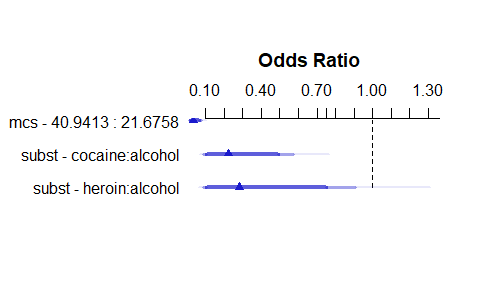 Odds Ratio
0.10 0.40 0.70 1.00 1.30
mcs - 40.9413 : 21.6758
subst - cocaine:alcohol
subst - heroin:alcohol